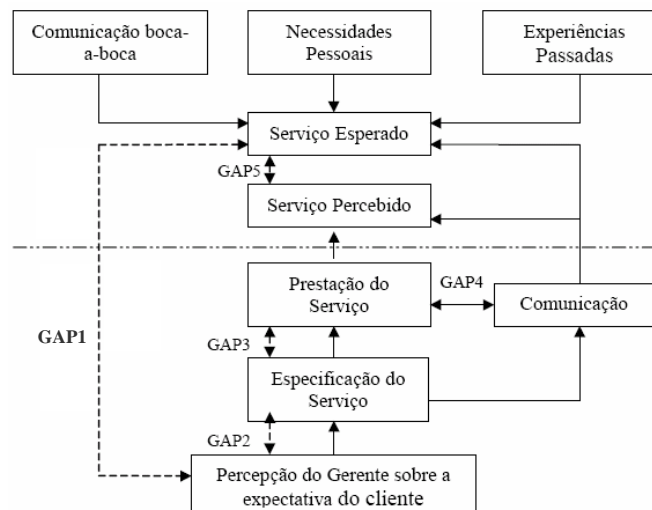 Comunicação boca-
a-boca
Necessidades
Pessoais
Experiências
Passadas
Serviço Esperado
GAP5
Serviço Percebido
Prestação do
Serviço
GAP4
Comunicação
GAP1
GAP3
Especificação do
Serviço
GAP2
Percepção do Gerente sobre a
expectativa do cliente